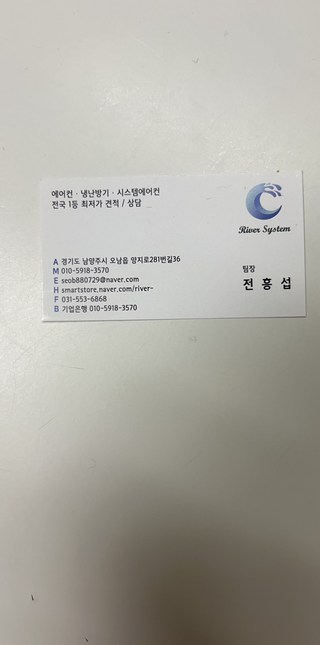 에어컨 · 냉난방기 · 시스템에어컨
전국 1등 최저가 견적 / 상담
River System
A 경기도 남양주시 오남읍 양지로281번길36
M 010-5918-3570
E seob880729@naver.com
H smartstore.naver.com/river~
F 031-553-6868
B 기업은행 010-5918-3570
팀장
전 홍 섭